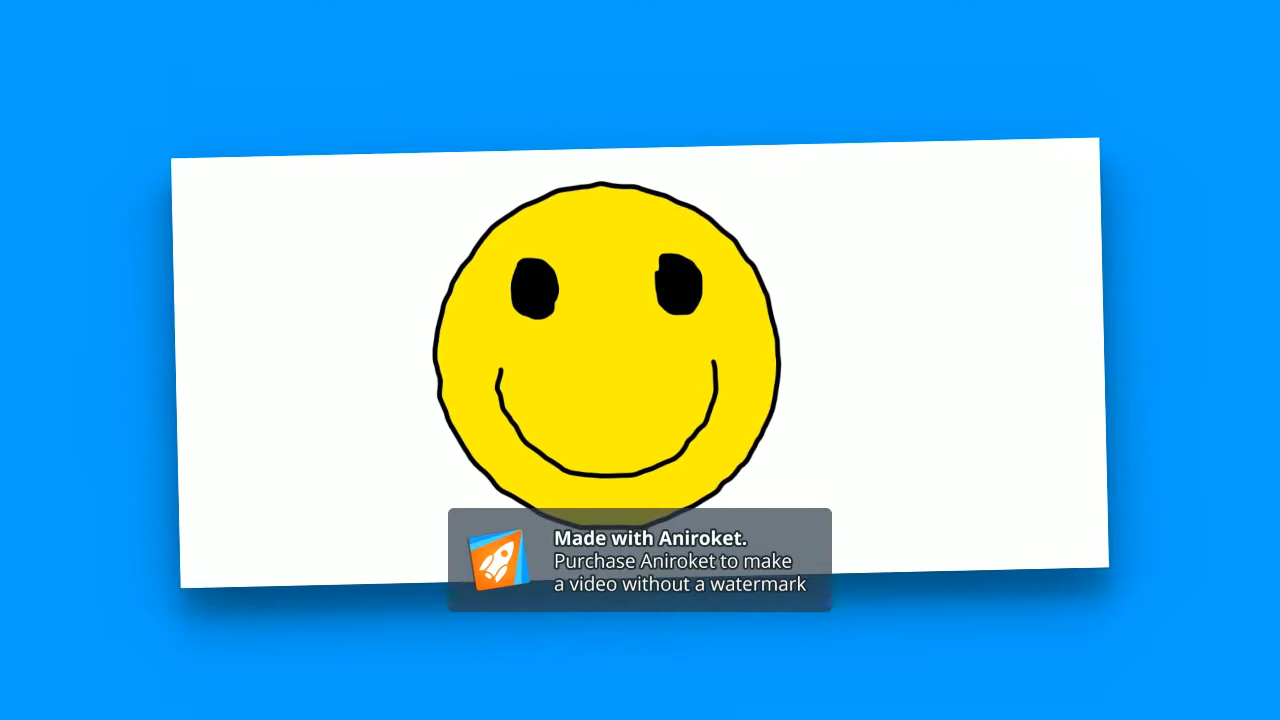 Made with Aniroket.
Purchase Aniroket to make
a video without a watermark